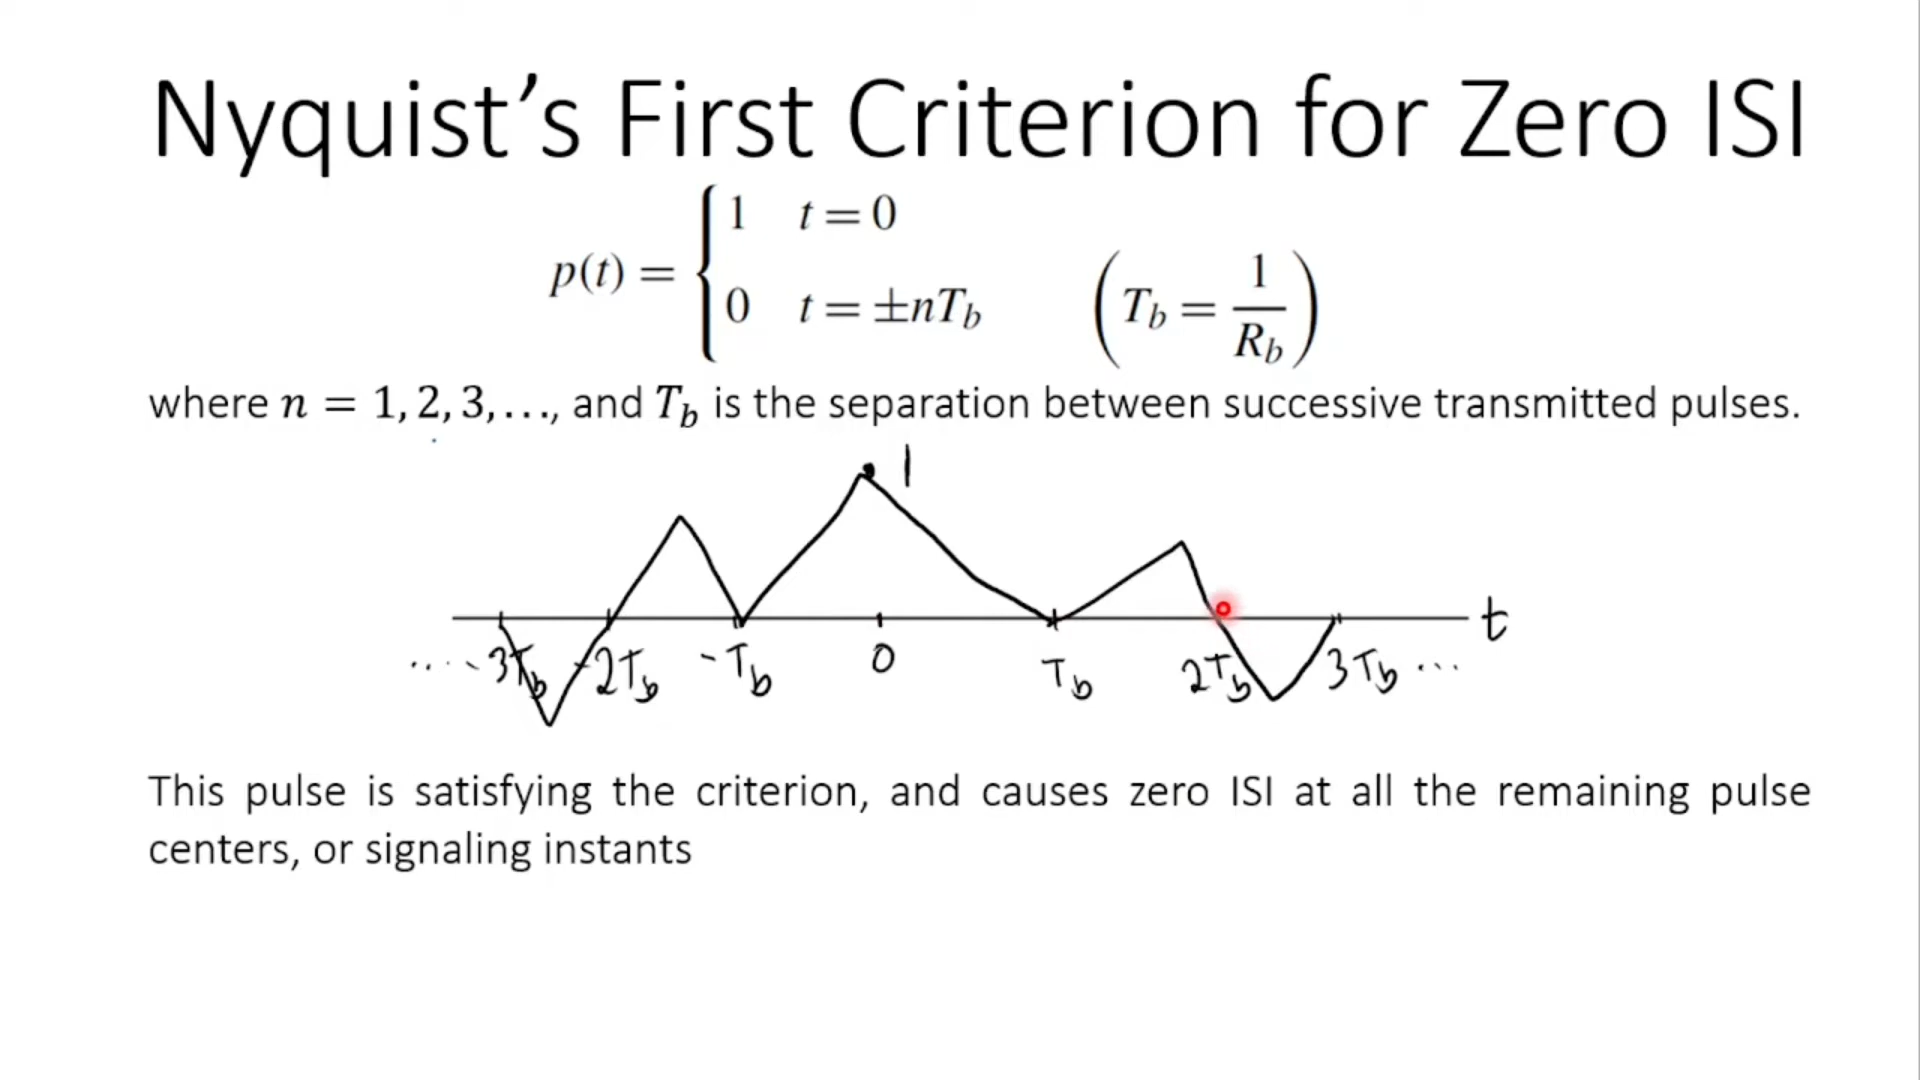 Nyquist’s First Criterion for Zero ISI
p(t) = { 1 t = 0
0 t = ±nT_b ( T_b = 1/R_b )
where n = 1, 2, 3, …, and T_b is the separation between successive transmitted pulses.
1
.... -3T_b -2T_b -T_b 0 T_b 2T_b 3T_b ... t
This pulse is satisfying the criterion, and causes zero ISI at all the remaining pulse
centers, or signaling instants